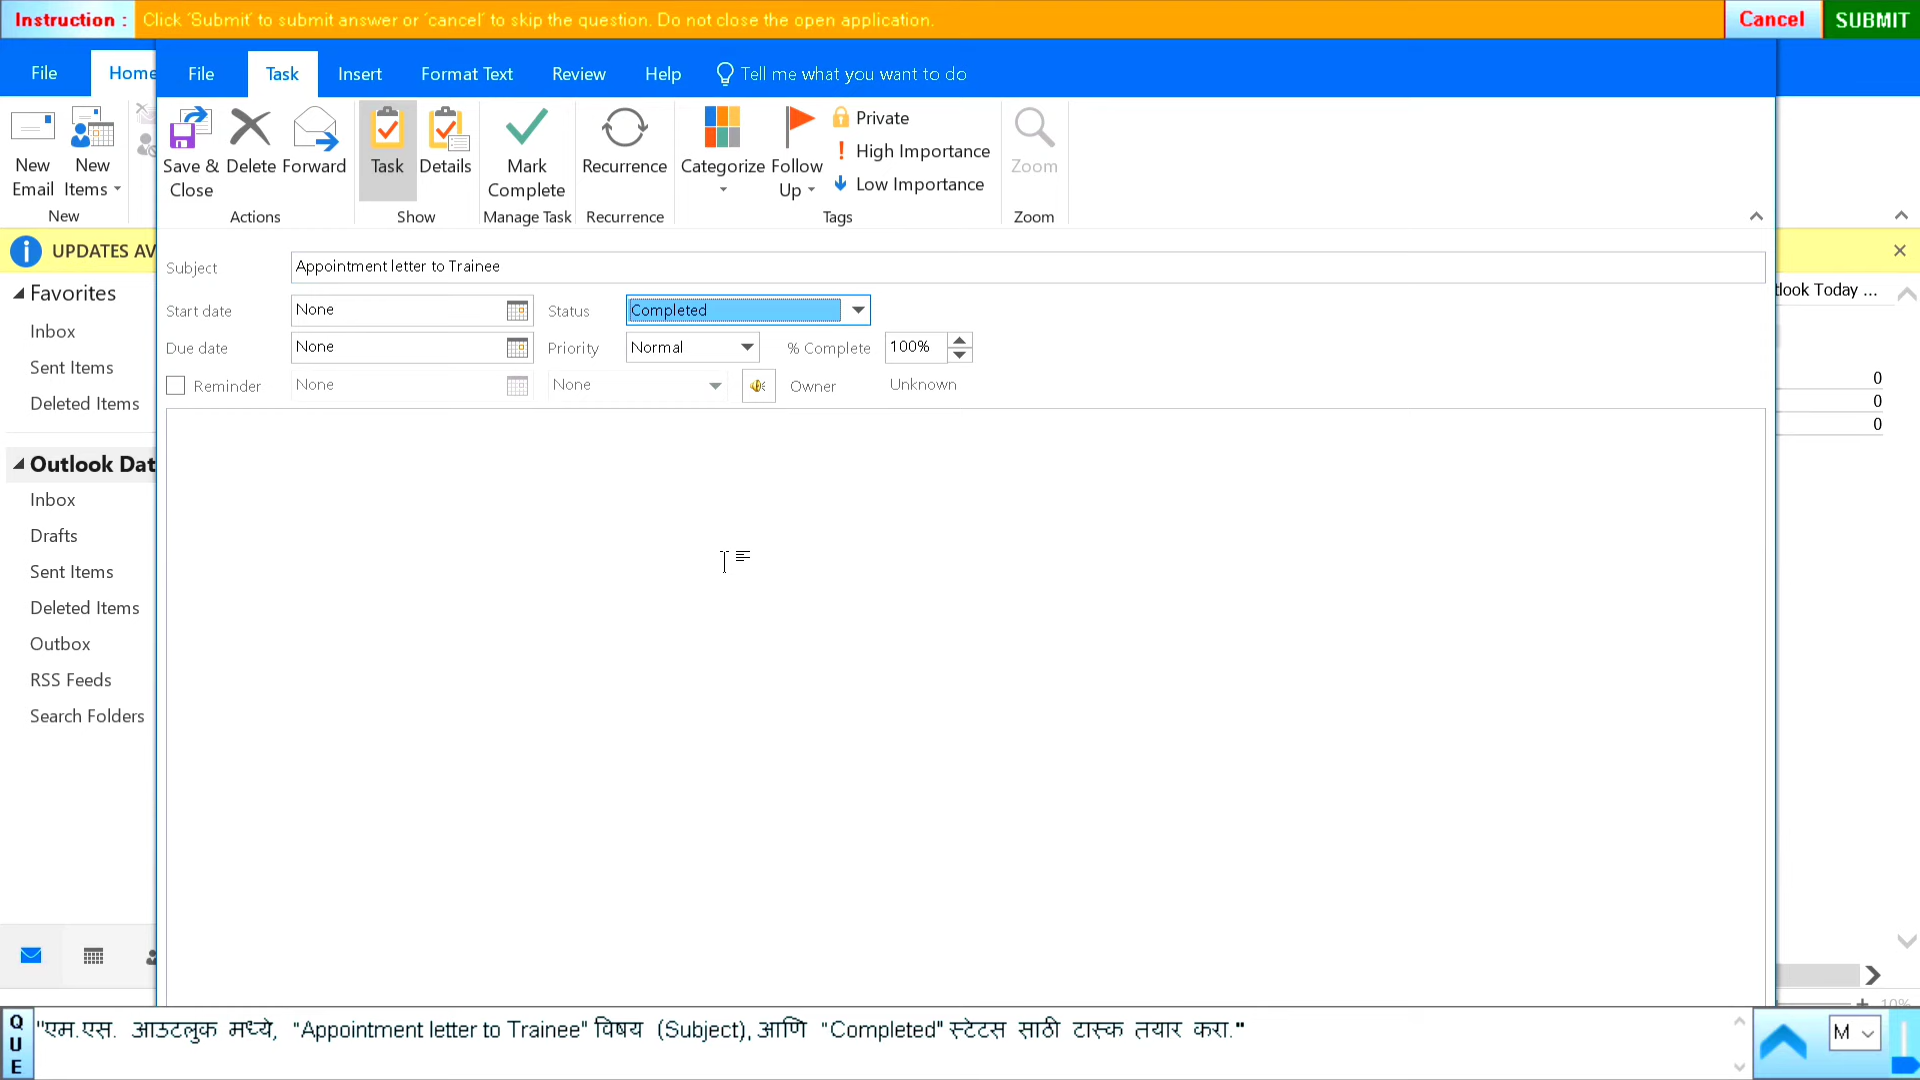 Instruction :
Click 'Submit' to submit answer or 'cancel' to skip the question. Do not close the open application.
Cancel
SUBMIT
File
Home
File
Task
Insert
Format Text
Review
Help
Tell me what you want to do
New Email
New Items
New
Save & Close
Delete
Forward
Actions
Task
Details
Show
Mark Complete
Manage Task
Recurrence
Recurrence
Categorize
Follow Up
Private
High Importance
Low Importance
Tags
Zoom
Zoom
UPDATES AV
Subject
Appointment letter to Trainee
Start date
None
Status
Completed
Due date
None
Priority
Normal
% Complete
100%
Reminder
None
None
Owner
Unknown
Favorites
Inbox
Sent Items
Deleted Items
Outlook Dat
Inbox
Drafts
Sent Items
Deleted Items
Outbox
RSS Feeds
Search Folders
tlook Today ...
0
0
0
10%
QUE
"एम.एस. आउटलुक मध्ये, "Appointment letter to Trainee" विषय (Subject), आणि "Completed" स्टेटस साठी टास्क तयार करा."
M